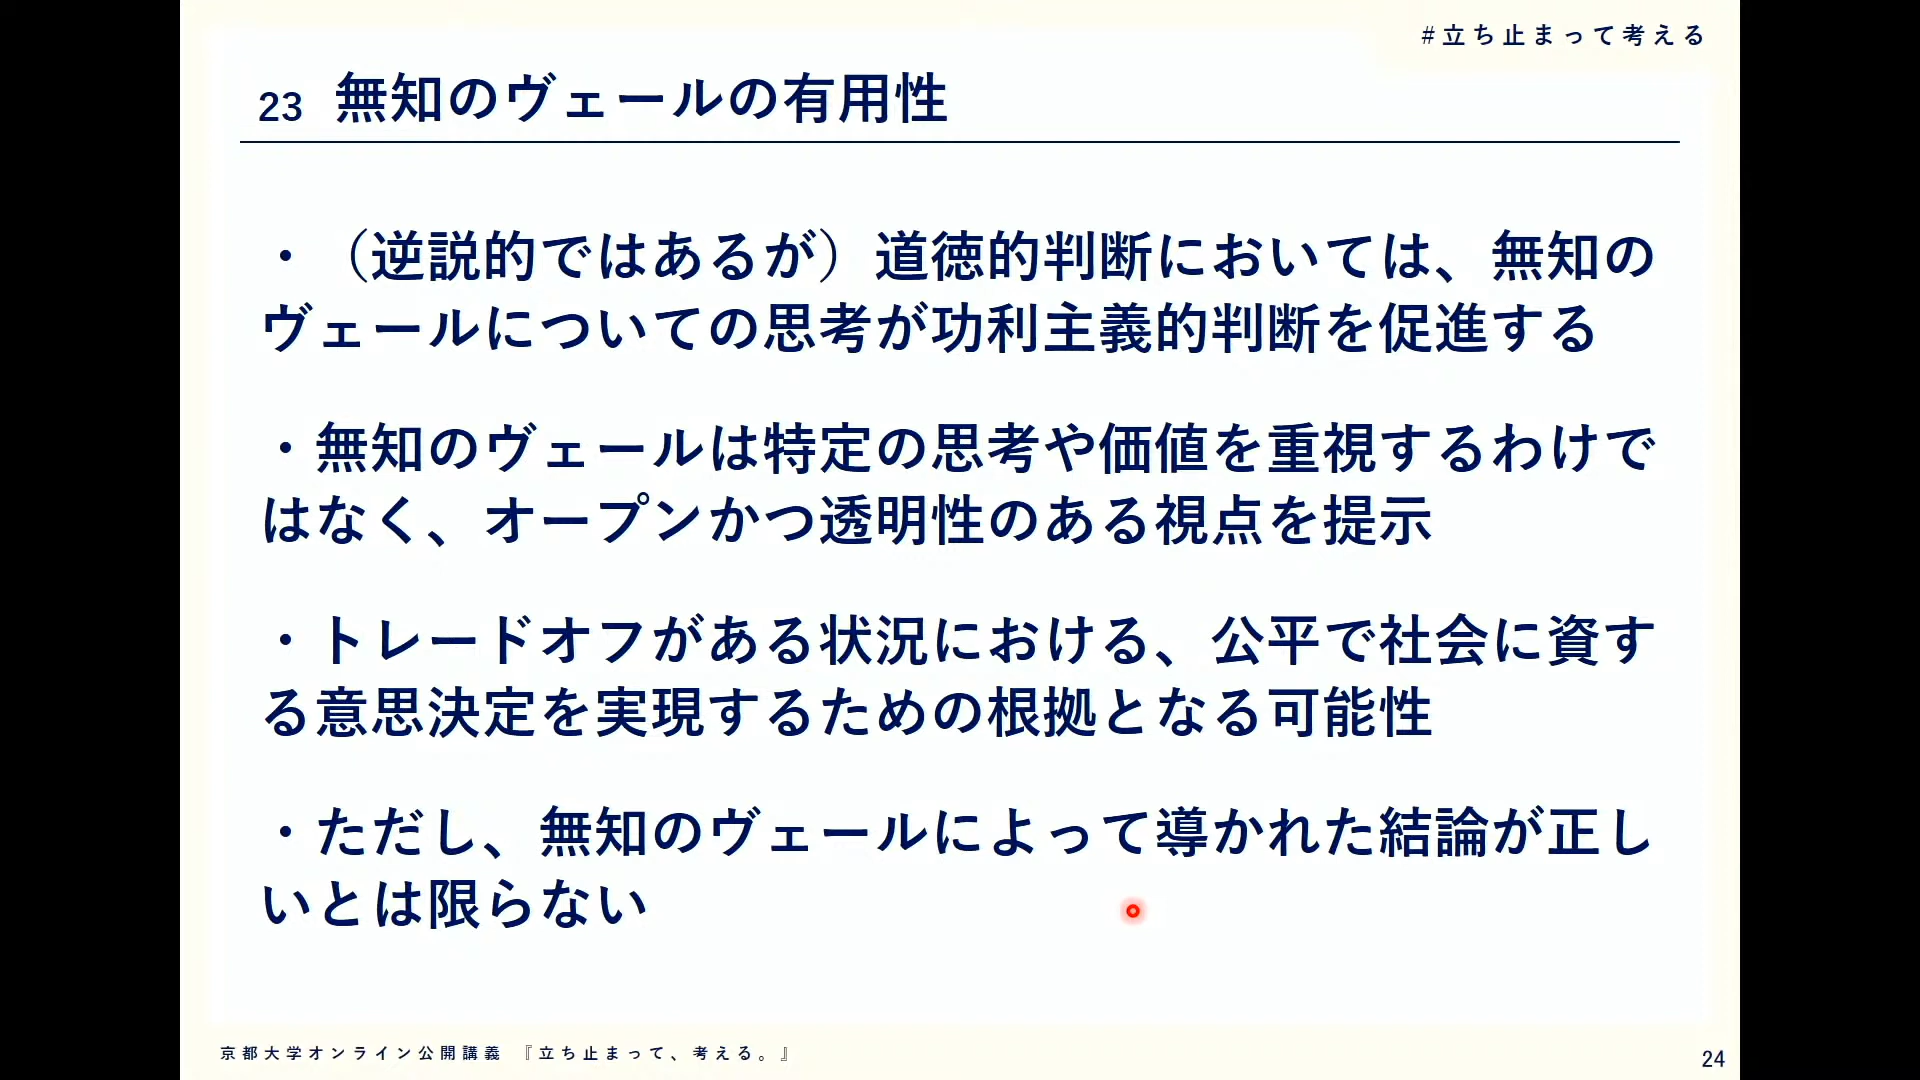 #立ち止まって考える
23 無知のヴェールの有用性
・（逆説的ではあるが）道徳的判断においては、無知の
ヴェールについての思考が功利主義的判断を促進する
・無知のヴェールは特定の思考や価値を重視するわけで
はなく、オープンかつ透明性のある視点を提示
・トレードオフがある状況における、公平で社会に資す
る意思決定を実現するための根拠となる可能性
・ただし、無知のヴェールによって導かれた結論が正し
いとは限らない
京都大学オンライン公開講義 『立ち止まって、考える。』
24